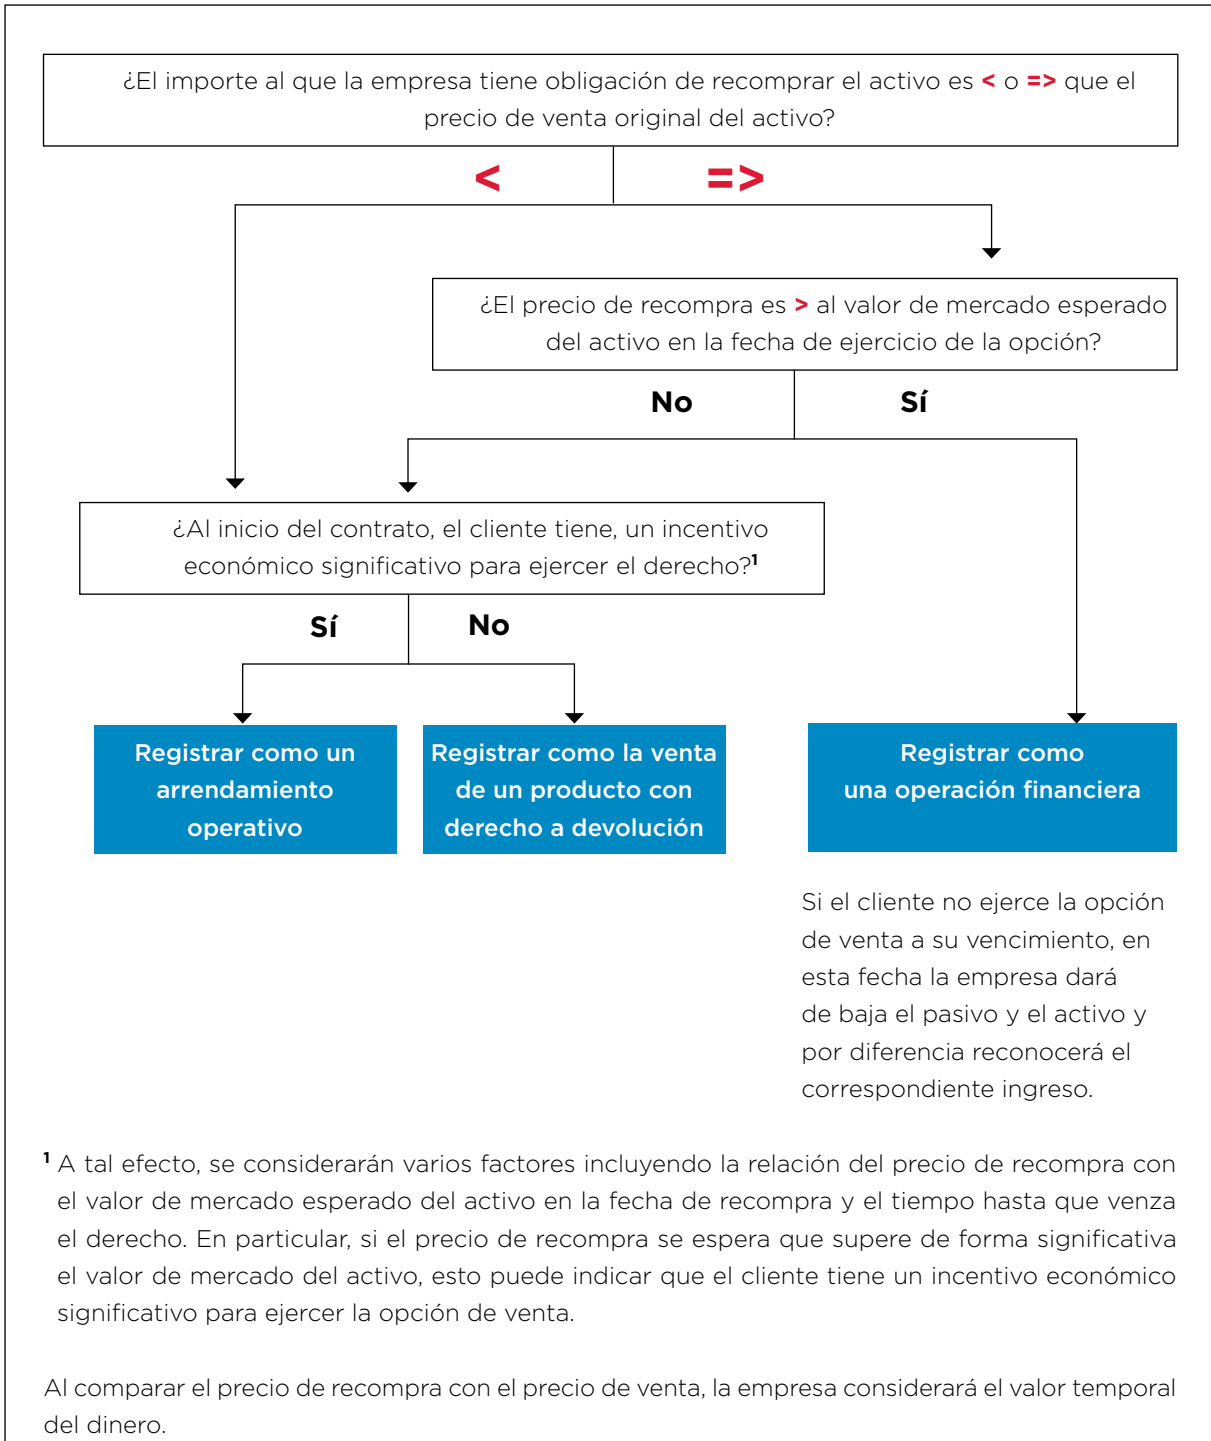 ¿El importe al que la empresa tiene obligación de recomprar el activo es < o => que el
precio de venta original del activo?
< =>
¿El precio de recompra es > al valor de mercado esperado
del activo en la fecha de ejercicio de la opción?
No Sí
¿Al inicio del contrato, el cliente tiene, un incentivo
económico significativo para ejercer el derecho?¹
Sí No
Registrar como un
arrendamiento
operativo
Registrar como la venta
de un producto con
derecho a devolución
Registrar como
una operación financiera
Si el cliente no ejerce la opción
de venta a su vencimiento, en
esta fecha la empresa dará
de baja el pasivo y el activo y
por diferencia reconocerá el
correspondiente ingreso.
¹ A tal efecto, se considerarán varios factores incluyendo la relación del precio de recompra con
el valor de mercado esperado del activo en la fecha de recompra y el tiempo hasta que venza
el derecho. En particular, si el precio de recompra se espera que supere de forma significativa
el valor de mercado del activo, esto puede indicar que el cliente tiene un incentivo económico
significativo para ejercer la opción de venta.
Al comparar el precio de recompra con el precio de venta, la empresa considerará el valor temporal
del dinero.